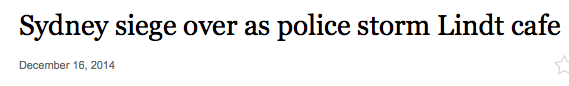 Sydney siege over as police storm Lindt cafe
December 16, 2014